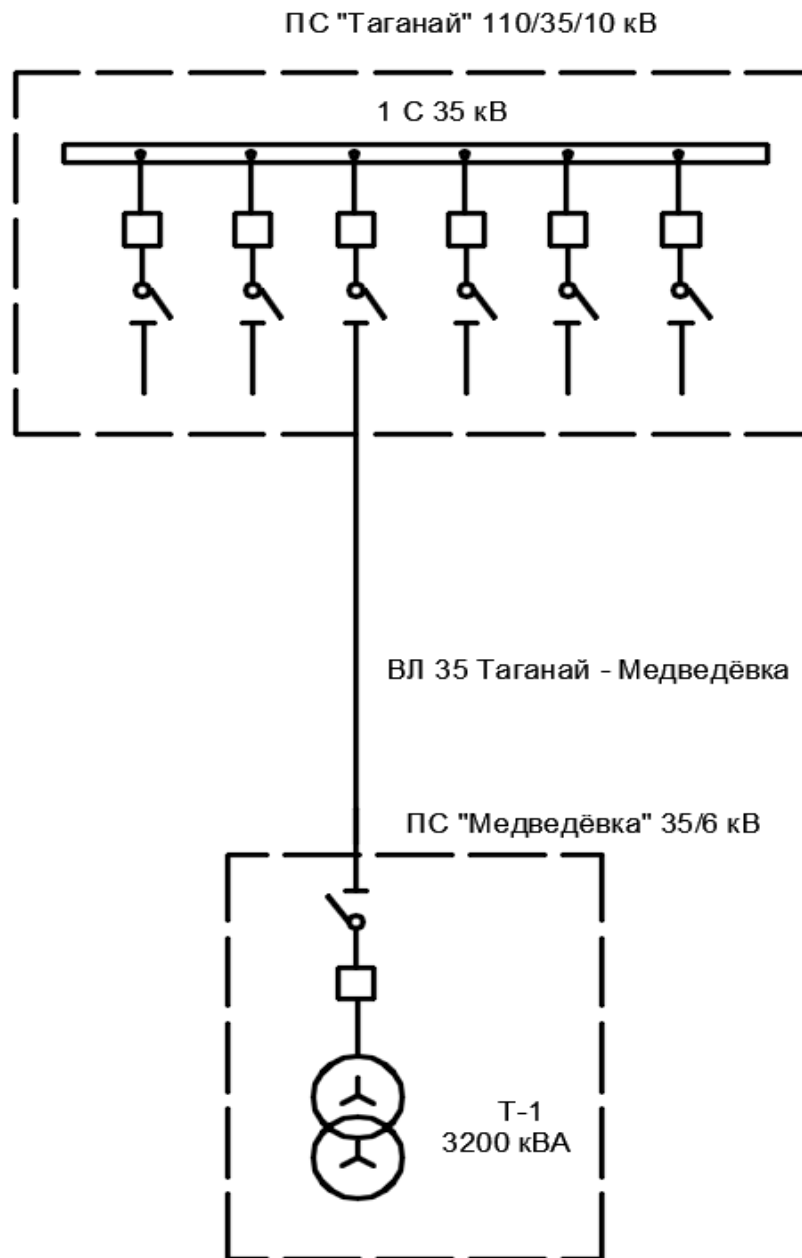 ПС "Таганай" 110/35/10 кВ
1 С 35 кВ
ВЛ 35 Таганай - Медведёвка
ПС "Медведёвка" 35/6 кВ
Т-1
3200 кВА